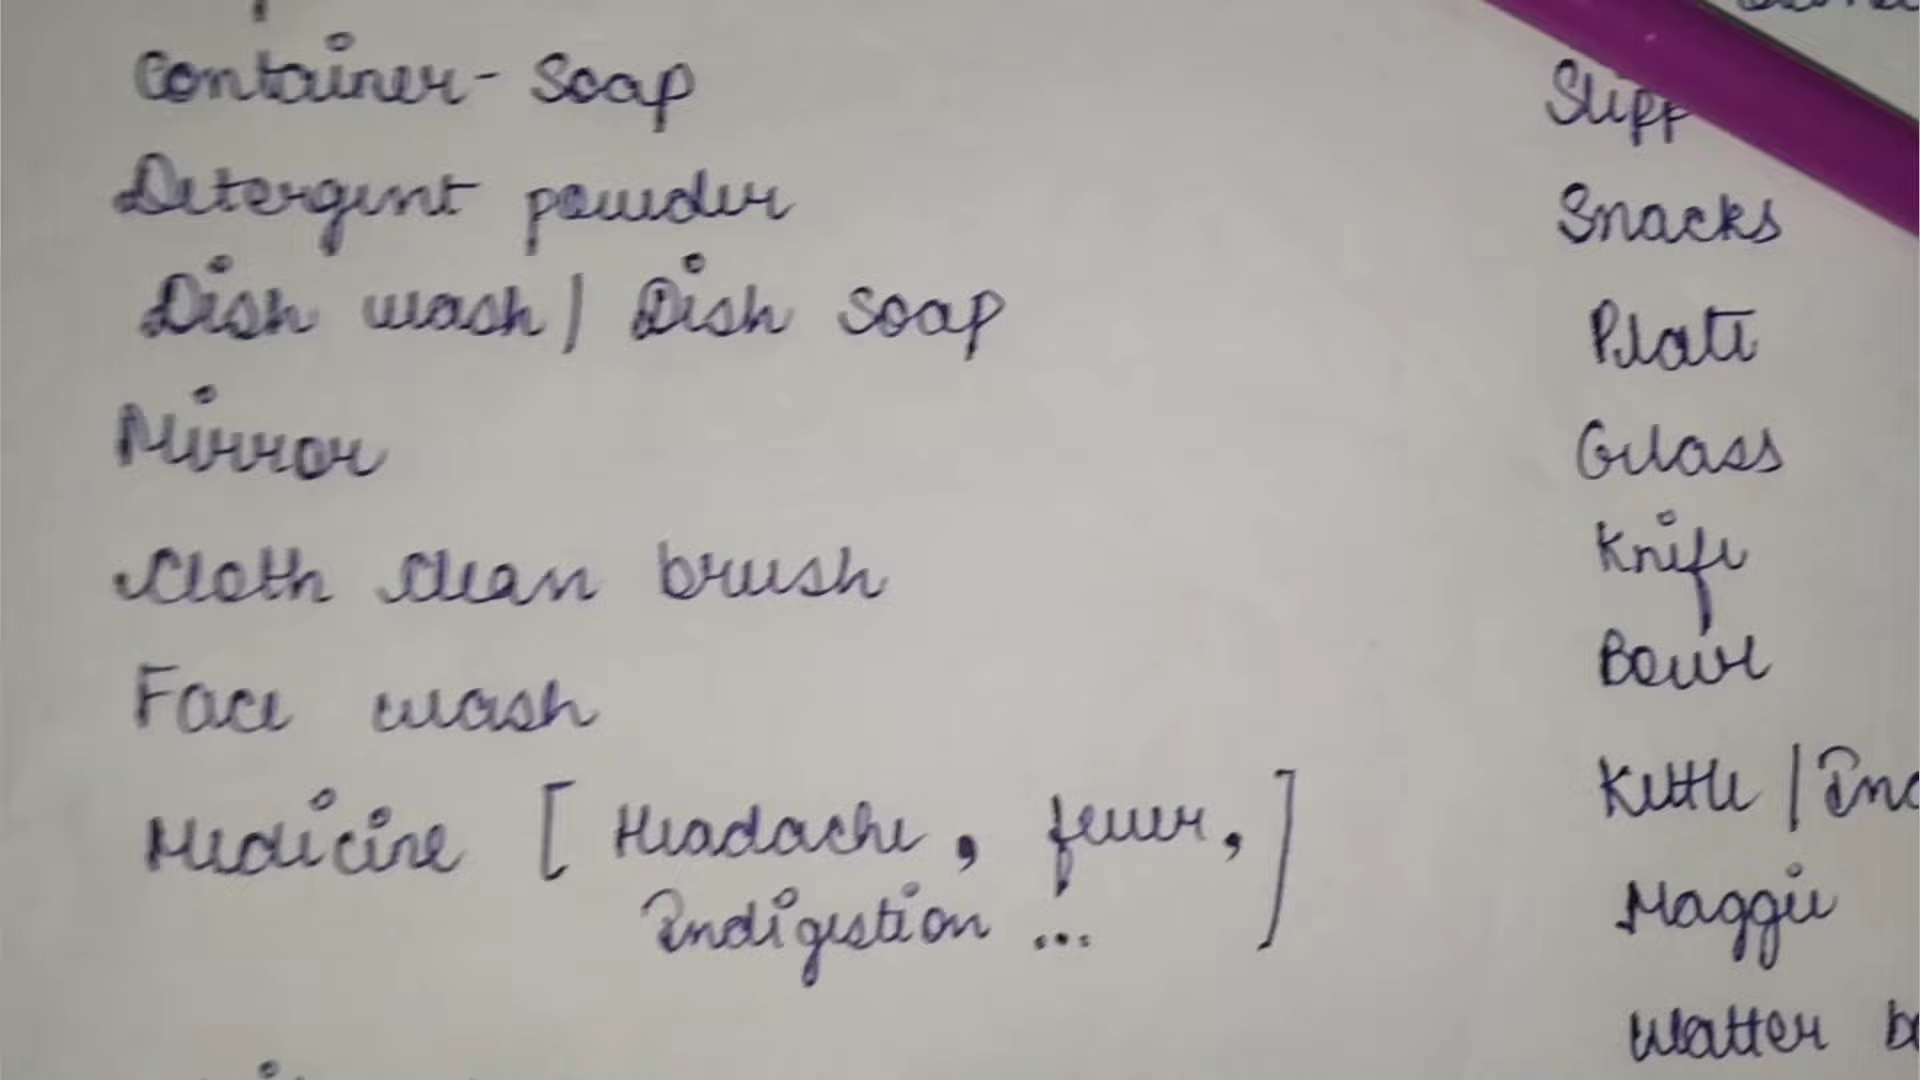 Container - Soap
Detergent powder
Dish wash / Dish Soap
Mirror
Cloth Clean brush
Face wash
Medicine [ Headache, fever, ]
Indigestion ...
Snacks
Plate
Glass
Knife
Bowl
Kettle /
Maggie
Watter